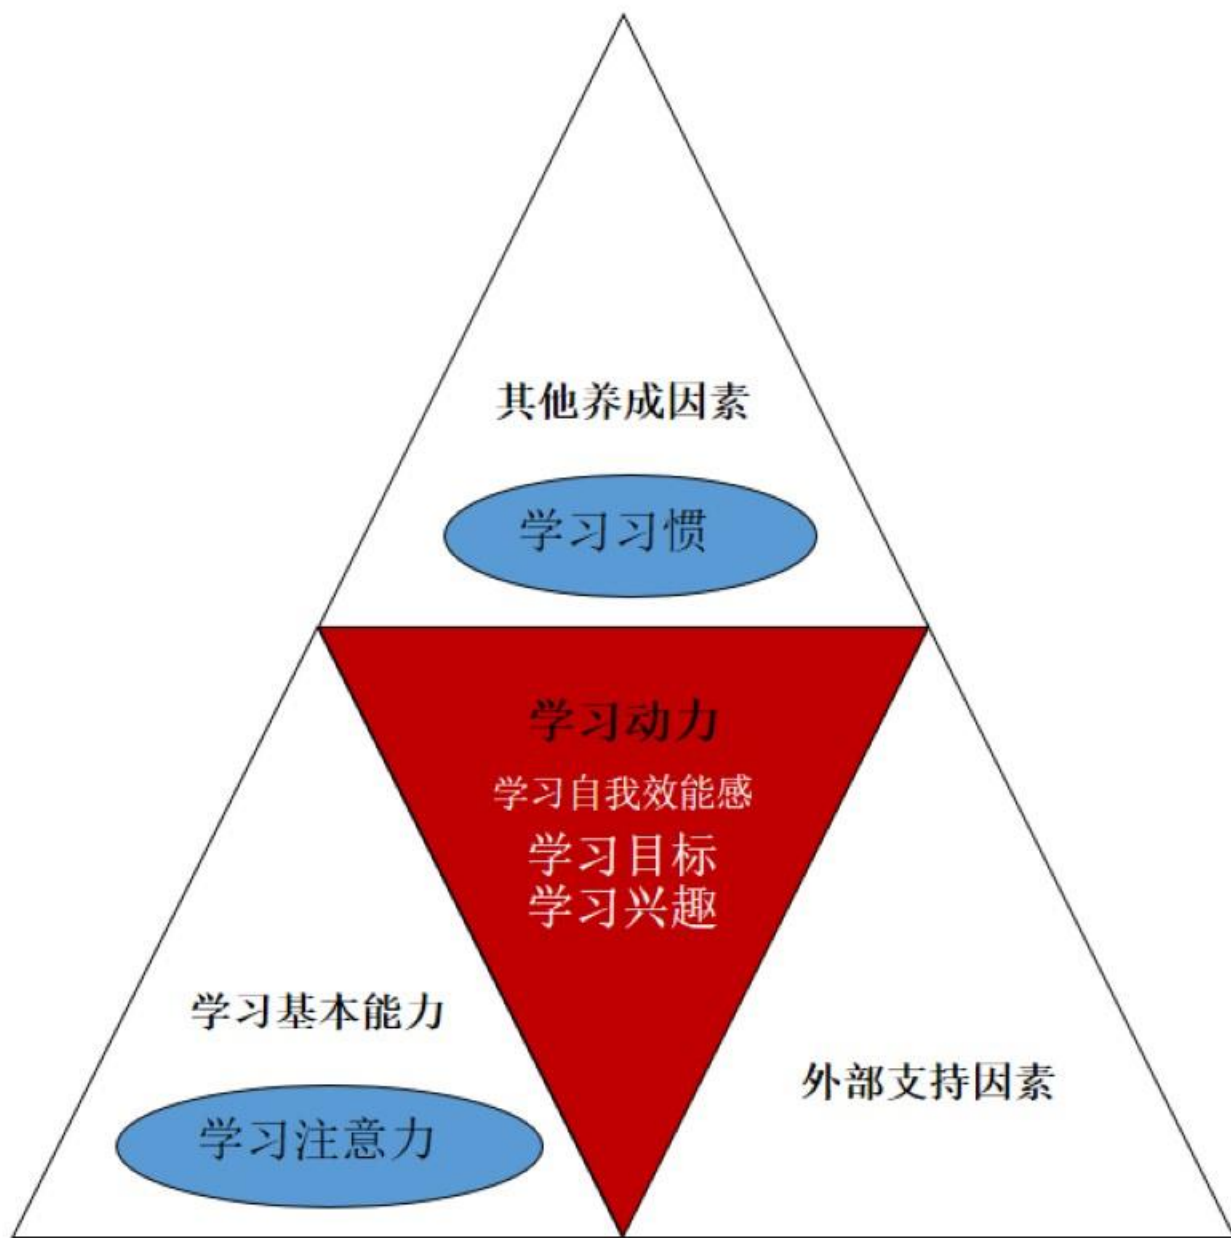 其他养成因素
学习习惯
学习动力
学习自我效能感
学习目标
学习兴趣
学习基本能力
外部支持因素
学习注意力